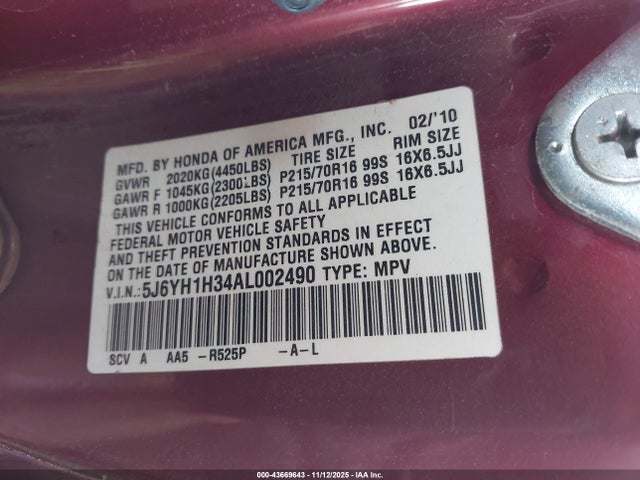 MFD. BY HONDA OF AMERICA MFG., INC. 02/'10
GVWR 2020KG(4450LBS) TIRE SIZE RIM SIZE
GAWR F 1045KG(2300LBS) P215/70R16 99S 16X6.5JJ
GAWR R 1000KG(2205LBS) P215/70R16 99S 16X6.5JJ
THIS VEHICLE CONFORMS TO ALL APPLICABLE
FEDERAL MOTOR VEHICLE SAFETY
AND THEFT PREVENTION STANDARDS IN EFFECT
ON THE DATE OF MANUFACTURE SHOWN ABOVE.
V.I.N.: 5J6YH1H34AL002490 TYPE: MPV
SCV A AA5 -R525P -A-L
000-43669643 - 11/12/2025 - IAA Inc.